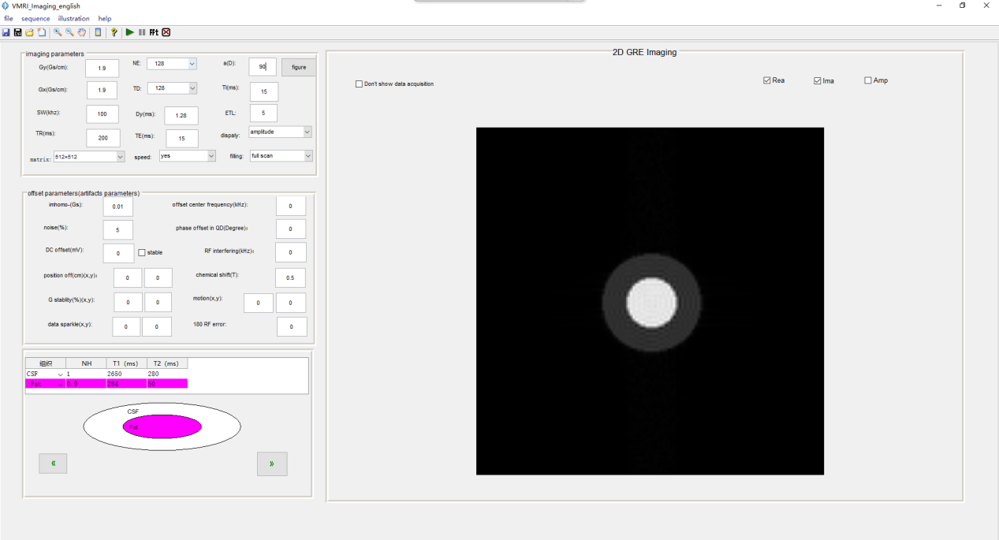 VMRI_Imaging_english
file sequence illustration help
Fft
imaging parameters
Gy(Gs/cm): 1.9 NE: 128 a(D): 90 figure
Gx(Gs/cm): 1.9 TD: 128 TI(ms): 15
SW(khz): 100 Dy(ms): 1.28 ETL: 5
TR(ms): 200 TE(ms): 15 dispaly: amplitude
matrix: 512×512 speed: yes filling: full scan
offset parameters(artifacts parameters)
imhomo-(Gs): 0.01 offset center frequency(kHz): 0
noise(%): 5 phase offset in QD(Degree): 0
DC offset(mV): 0 stable RF interfering(kHz): 0
position off(cm)(x,y): 0 0 chemical shift(T): 0.5
G stablity(%)(x,y): 0 0 motion(x,y): 0 0
data sparkle(x,y): 0 0 180 RF error: 0
组织 NH T1 (ms) T2 (ms)
CSF 1 2650 280
Fat 0.9 284 50
CSF
Fat
« »
2D GRE Imaging
Don't show data acquisition Rea Ima Amp